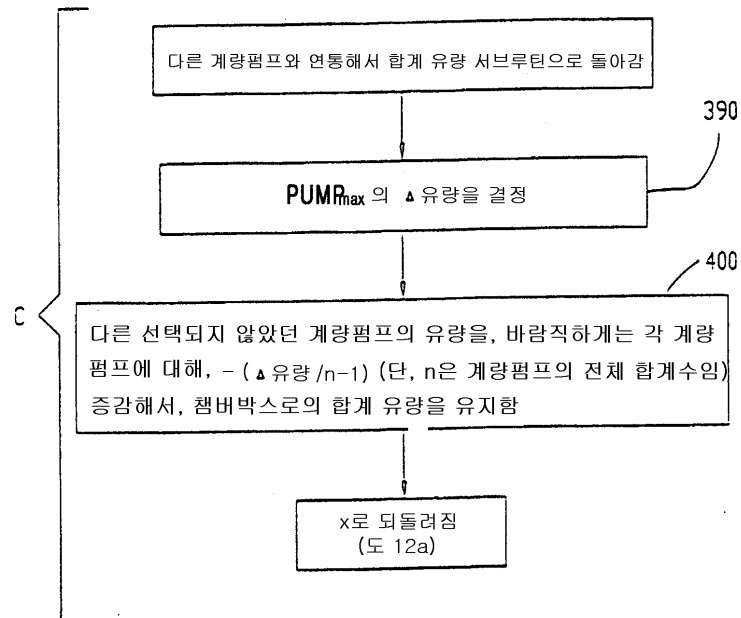 다른 계량펌프와 연통해서 합계 유량 서브루틴으로 돌아감
390
PUMPmax 의 Δ 유량을 결정
400
C
다른 선택되지 않았던 계량펌프의 유량을, 바람직하게는 각 계량
펌프에 대해, - (Δ 유량/n-1) (단, n은 계량펌프의 전체 합계수임)
증감해서, 챔버박스로의 합계 유량을 유지함
x로 되돌려짐
(도 12a)